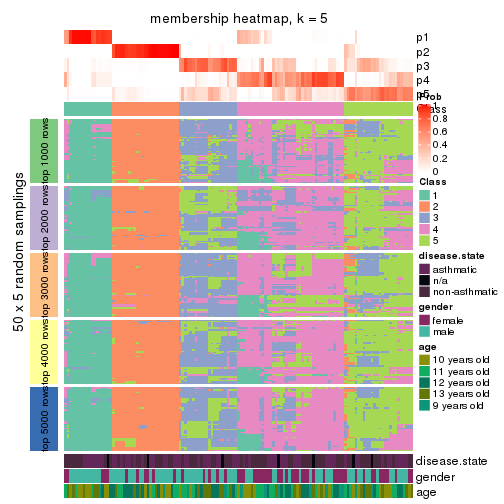 membership heatmap, k = 5
p1
p2
p3
p4
p5
Prob
1
0.8
0.6
0.4
0.2
0
Class
Class
1
2
3
4
5
disease.state
asthmatic
n/a
non-asthmatic
gender
female
male
age
10 years old
11 years old
12 years old
13 years old
9 years old
50 x 5 random samplings
top 1000 rows
top 2000 rows
top 3000 rows
top 4000 rows
top 5000 rows
disease.state
gender
age